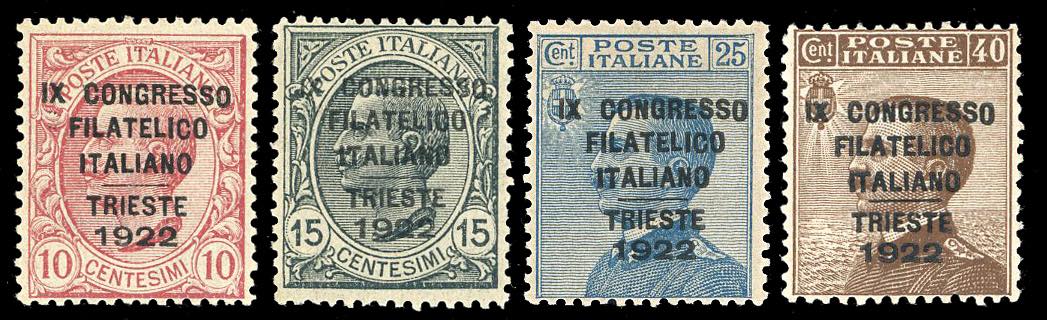 POSTE ITALIANE
IX CONGRESSO
FILATELICO
ITALIANO
TRIESTE
1922
10 CENTESIMI 10
POSTE ITALIANE
IX CONGRESSO
FILATELICO
ITALIANO
TRIESTE
1922
15 CENTESIMI 15
Cent POSTE 25
ITALIANE
IX CONGRESSO
FILATELICO
ITALIANO
TRIESTE
1922
Cent POSTE 40
ITALIANE
IX CONGRESSO
FILATELICO
ITALIANO
TRIESTE
1922